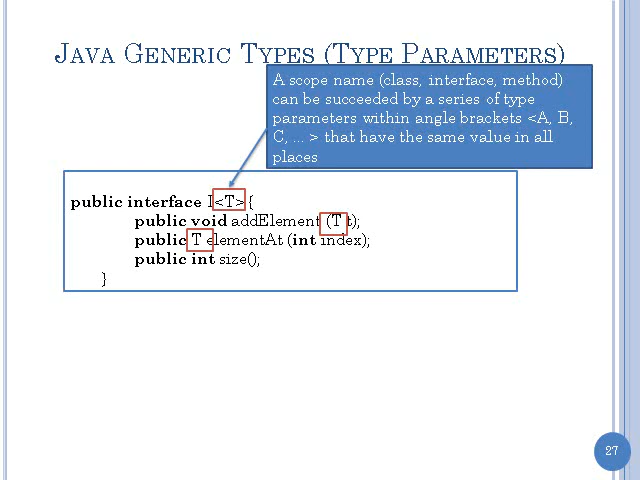 JAVA GENERIC TYPES (TYPE PARAMETERS)
A scope name (class, interface, method)
can be succeeded by a series of type
parameters within angle brackets <A, B,
C, ... > that have the same value in all
places
public interface I<T> {
public void addElement (T t);
public T elementAt (int index);
public int size();
}
27